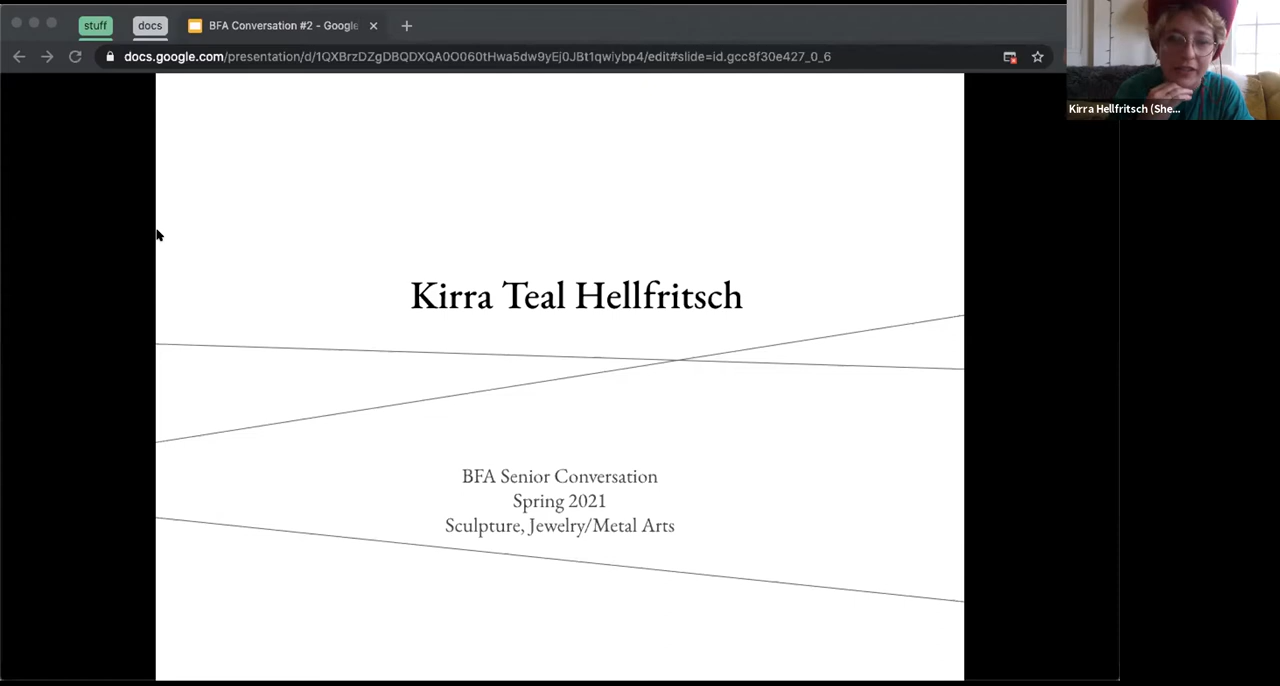 stuff
docs
BFA Conversation #2 - Google
docs.google.com/presentation/d/1QXBrzDZgDBQDXQA0O060tHwa5dw9yEj0JBt1qwiybp4/edit#slide=id.gcc8f30e427_0_6
Kirra Hellfritsch (She...
Kirra Teal Hellfritsch
BFA Senior Conversation
Spring 2021
Sculpture, Jewelry/Metal Arts